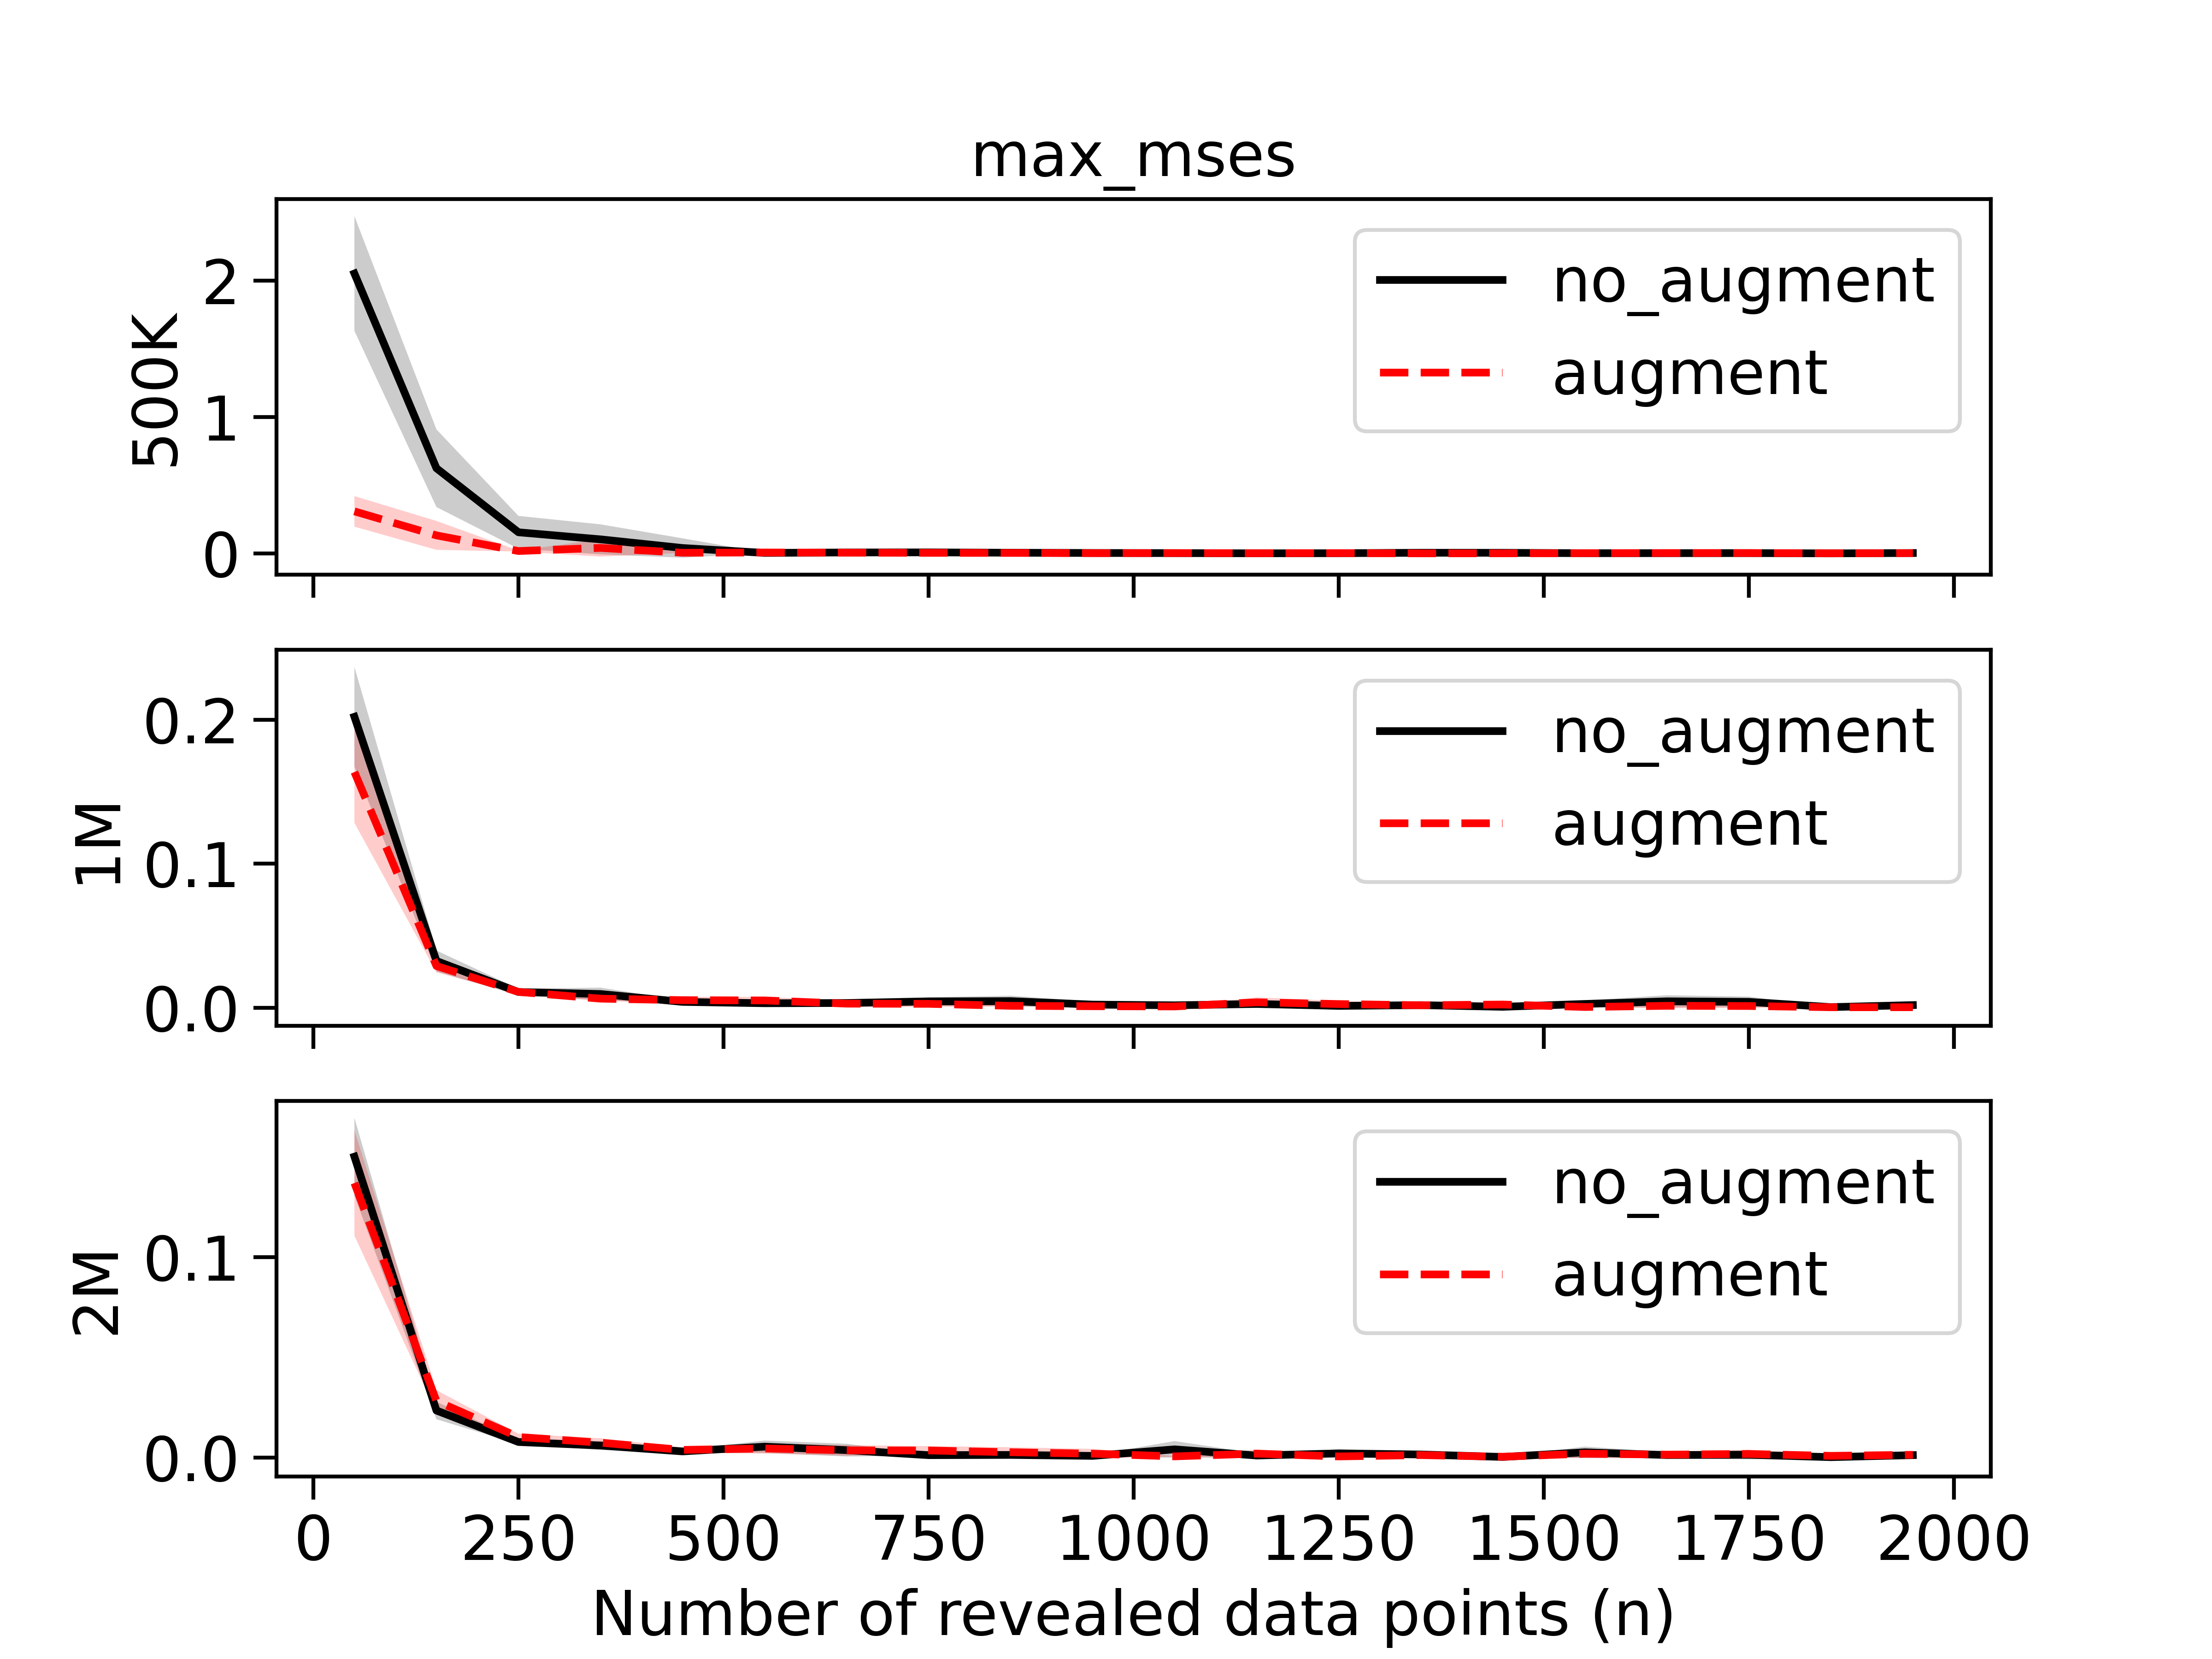 max_mses
500K
2
1
0
no_augment
augment
1M
0.2
0.1
0.0
no_augment
augment
2M
0.1
0.0
no_augment
augment
0 250 500 750 1000 1250 1500 1750 2000
Number of revealed data points (n)